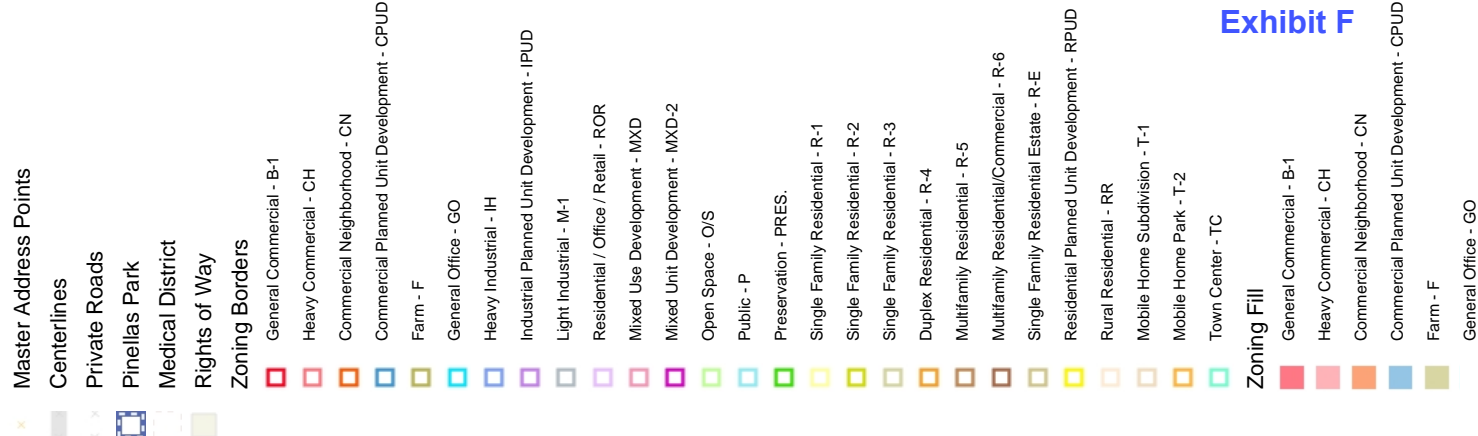 Exhibit F
Master Address Points
Centerlines
Private Roads
Pinellas Park
Medical District
Rights of Way
Zoning Borders
General Commercial - B-1
Heavy Commercial - CH
Commercial Neighborhood - CN
Commercial Planned Unit Development - CPUD
Farm - F
General Office - GO
Heavy Industrial - IH
Industrial Planned Unit Development - IPUD
Light Industrial - M-1
Residential / Office / Retail - ROR
Mixed Use Development - MXD
Mixed Unit Development - MXD-2
Open Space - O/S
Public - P
Preservation - PRES.
Single Family Residential - R-1
Single Family Residential - R-2
Single Family Residential - R-3
Duplex Residential - R-4
Multifamily Residential - R-5
Multifamily Residential/Commercial - R-6
Single Family Residential Estate - R-E
Residential Planned Unit Development - RPUD
Rural Residential - RR
Mobile Home Subdivision - T-1
Mobile Home Park - T-2
Town Center - TC
Zoning Fill
General Commercial - B-1
Heavy Commercial - CH
Commercial Neighborhood - CN
Commercial Planned Unit Development - CPUD
Farm - F
General Office - GO